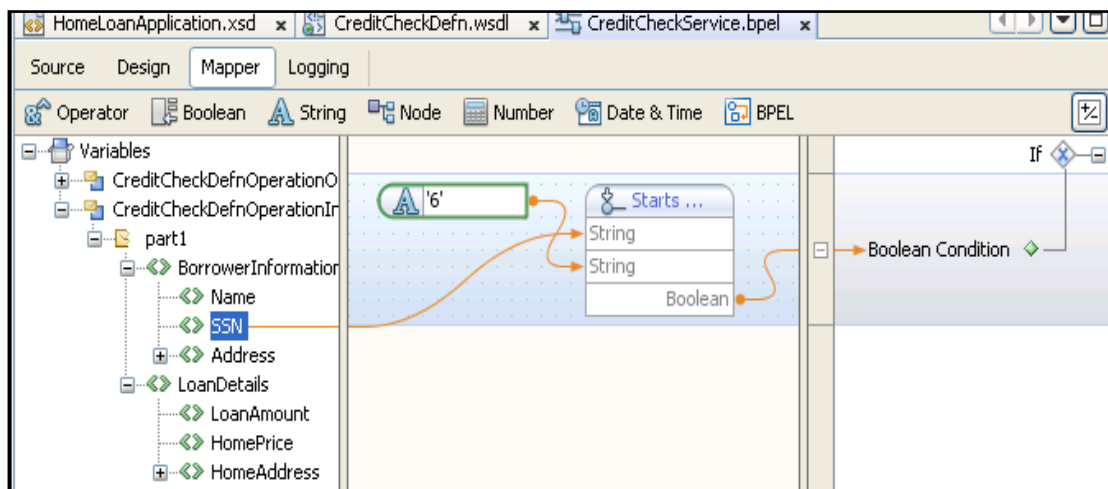 HomeLoanApplication.xsd x CreditCheckDefn.wsdl x CreditCheckService.bpel x
Source Design Mapper Logging
Operator Boolean String Node Number Date & Time BPEL
Variables
If
CreditCheckDefnOperationO
'6' Starts ...
CreditCheckDefnOperationIn
String
part1
Boolean Condition
BorrowerInformation
String
Name
Boolean
SSN
Address
LoanDetails
LoanAmount
HomePrice
HomeAddress